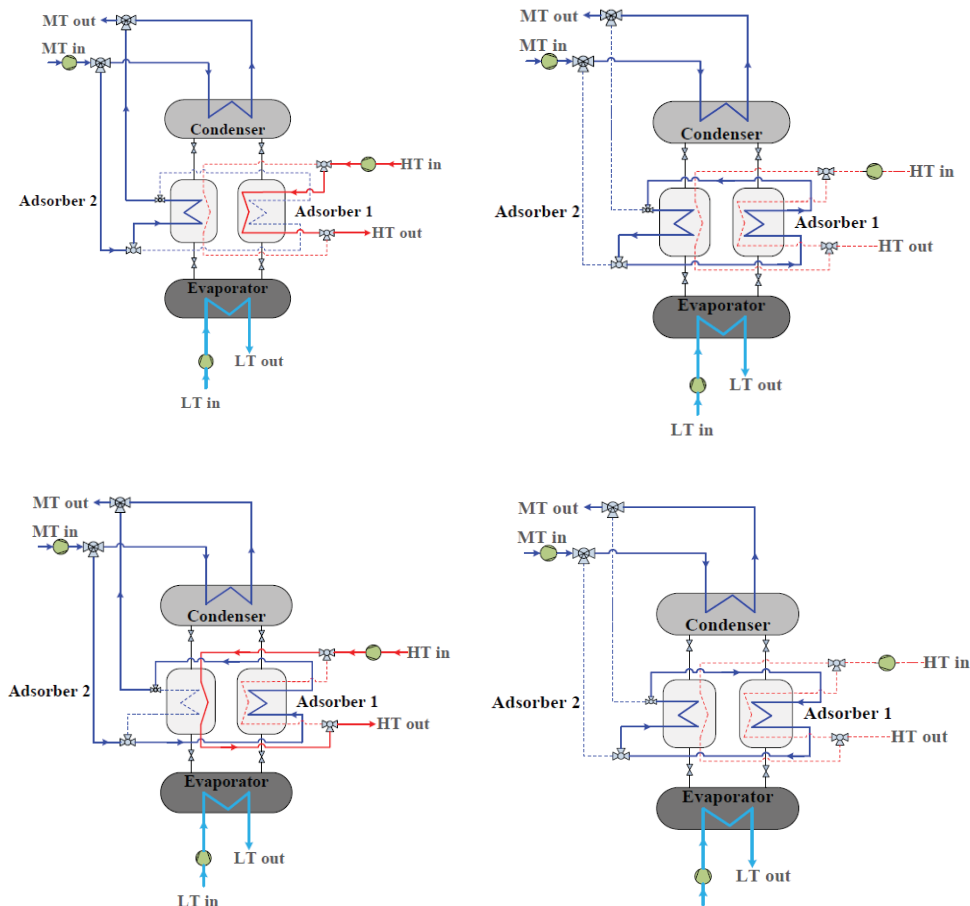 MT out
MT in
Condenser
HT in
Adsorber 2
Adsorber 1
HT out
Evaporator
LT out
LT in
MT out
MT in
Condenser
HT in
Adsorber 2
Adsorber 1
HT out
Evaporator
LT out
LT in
MT out
MT in
Condenser
HT in
Adsorber 2
Adsorber 1
HT out
Evaporator
LT out
LT in
MT out
MT in
Condenser
HT in
Adsorber 2
Adsorber 1
HT out
Evaporator
LT out